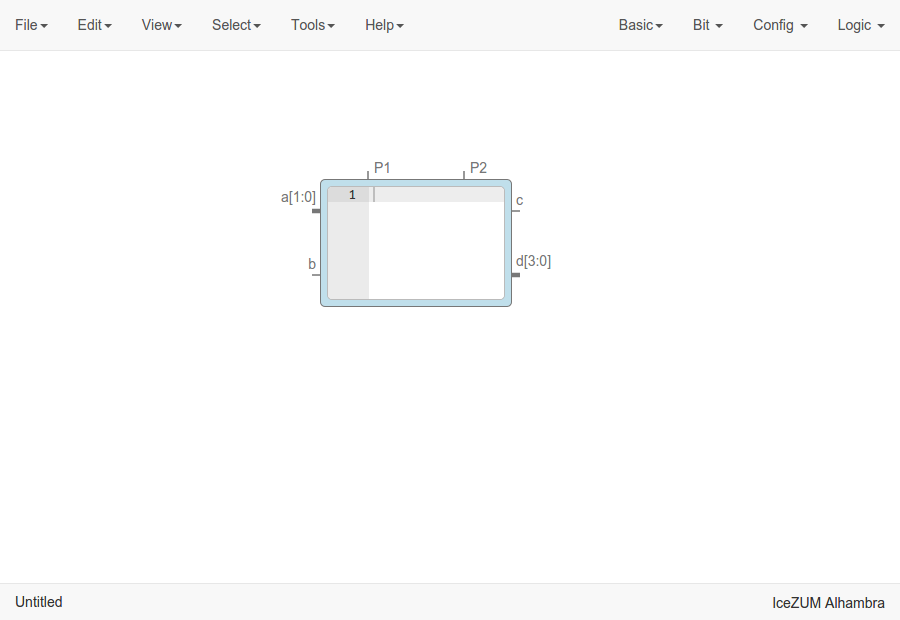 File Edit View Select Tools Help Basic Bit Config Logic
P1 P2
a[1:0] 1 c
b d[3:0]
Untitled IceZUM Alhambra